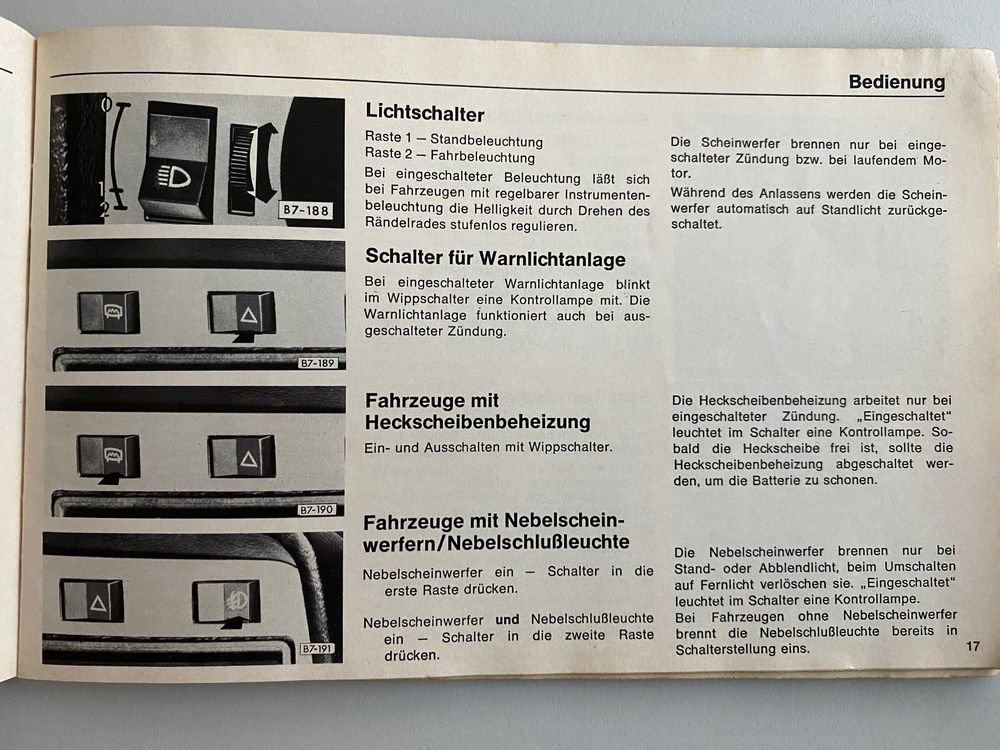 Bedienung
0
1
2
B7-188
Lichtschalter
Raste 1 – Standbeleuchtung
Raste 2 – Fahrbeleuchtung
Bei eingeschalteter Beleuchtung läßt sich
bei Fahrzeugen mit regelbarer Instrumenten-
beleuchtung die Helligkeit durch Drehen des
Rändelrades stufenlos regulieren.
Die Scheinwerfer brennen nur bei einge-
schalteter Zündung bzw. bei laufendem Mo-
tor.
Während des Anlassens werden die Schein-
werfer automatisch auf Standlicht zurückge-
schaltet.
B7-189
Schalter für Warnlichtanlage
Bei eingeschalteter Warnlichtanlage blinkt
im Wippschalter eine Kontrollampe mit. Die
Warnlichtanlage funktioniert auch bei aus-
geschalteter Zündung.
B7-190
Fahrzeuge mit
Heckscheibenbeheizung
Ein- und Ausschalten mit Wippschalter.
Die Heckscheibenbeheizung arbeitet nur bei
eingeschalteter Zündung. „Eingeschaltet“
leuchtet im Schalter eine Kontrollampe. So-
bald die Heckscheibe frei ist, sollte die
Heckscheibenbeheizung abgeschaltet wer-
den, um die Batterie zu schonen.
B7-191
Fahrzeuge mit Nebelschein-
werfern/Nebelschlußleuchte
Nebelscheinwerfer ein – Schalter in die
erste Raste drücken.
Nebelscheinwerfer und Nebelschlußleuchte
ein – Schalter in die zweite Raste
drücken.
Die Nebelscheinwerfer brennen nur bei
Stand- oder Abblendlicht, beim Umschalten
auf Fernlicht verlöschen sie. „Eingeschaltet“
leuchtet im Schalter eine Kontrollampe.
Bei Fahrzeugen ohne Nebelscheinwerfer
brennt die Nebelschlußleuchte bereits in
Schalterstellung eins.
17